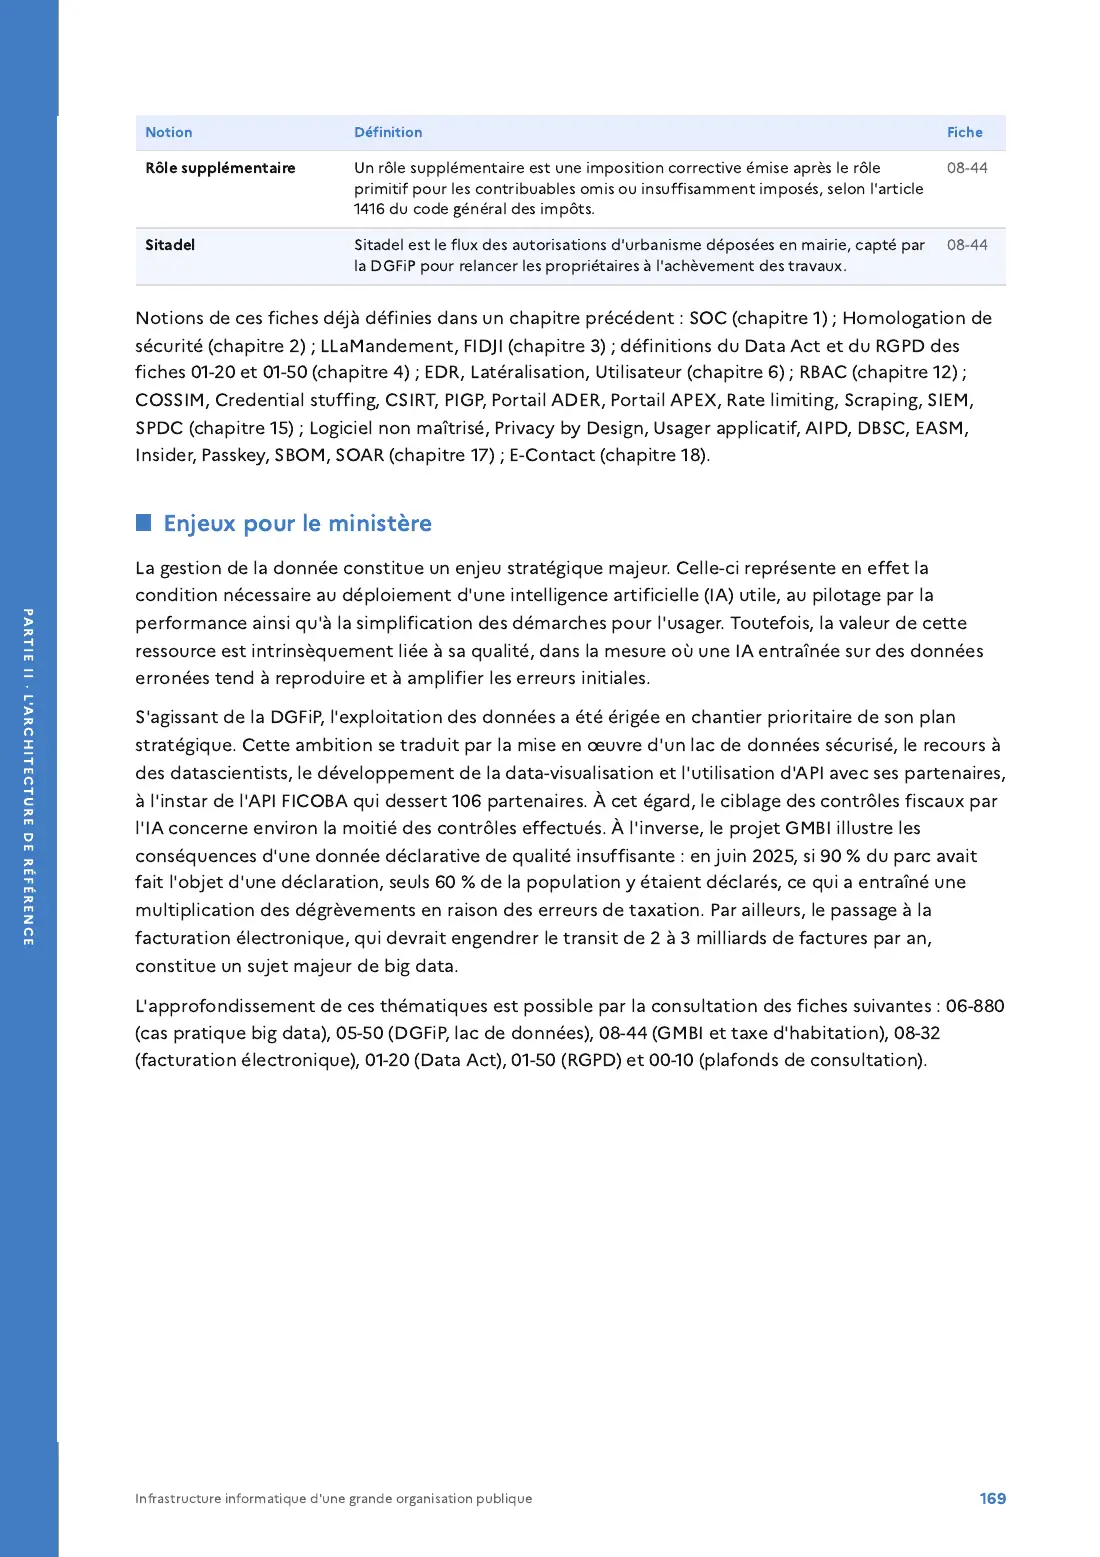 Notion Définition Fiche
Rôle supplémentaire Un rôle supplémentaire est une imposition corrective émise après le rôle 08-44
primitif pour les contribuables omis ou insuffisamment imposés, selon l'article
1416 du code général des impôts.
Sitadel Sitadel est le flux des autorisations d'urbanisme déposées en mairie, capté par 08-44
la DGFiP pour relancer les propriétaires à l'achèvement des travaux.
Notions de ces fiches déjà définies dans un chapitre précédent : SOC (chapitre 1) ; Homologation de
sécurité (chapitre 2) ; LLaMandement, FIDJI (chapitre 3) ; définitions du Data Act et du RGPD des
fiches 01-20 et 01-50 (chapitre 4) ; EDR, Latéralisation, Utilisateur (chapitre 6) ; RBAC (chapitre 12) ;
COSSIM, Credential stuffing, CSIRT, PIGP, Portail ADER, Portail APEX, Rate limiting, Scraping, SIEM,
SPDC (chapitre 15) ; Logiciel non maîtrisé, Privacy by Design, Usager applicatif, AIPD, DBSC, EASM,
Insider, Passkey, SBOM, SOAR (chapitre 17) ; E-Contact (chapitre 18).
Enjeux pour le ministère
La gestion de la donnée constitue un enjeu stratégique majeur. Celle-ci représente en effet la
condition nécessaire au déploiement d'une intelligence artificielle (IA) utile, au pilotage par la
performance ainsi qu'à la simplification des démarches pour l'usager. Toutefois, la valeur de cette
ressource est intrinsèquement liée à sa qualité, dans la mesure où une IA entraînée sur des données
erronées tend à reproduire et à amplifier les erreurs initiales.
S'agissant de la DGFiP, l'exploitation des données a été érigée en chantier prioritaire de son plan
stratégique. Cette ambition se traduit par la mise en œuvre d'un lac de données sécurisé, le recours à
des datascientists, le développement de la data-visualisation et l'utilisation d'API avec ses partenaires,
à l'instar de l'API FICOBA qui dessert 106 partenaires. À cet égard, le ciblage des contrôles fiscaux par
l'IA concerne environ la moitié des contrôles effectués. À l'inverse, le projet GMBI illustre les
conséquences d'une donnée déclarative de qualité insuffisante : en juin 2025, si 90 % du parc avait
fait l'objet d'une déclaration, seuls 60 % de la population y étaient déclarés, ce qui a entraîné une
multiplication des dégrèvements en raison des erreurs de taxation. Par ailleurs, le passage à la
facturation électronique, qui devrait engendrer le transit de 2 à 3 milliards de factures par an,
constitue un sujet majeur de big data.
L'approfondissement de ces thématiques est possible par la consultation des fiches suivantes : 06-880
(cas pratique big data), 05-50 (DGFiP, lac de données), 08-44 (GMBI et taxe d'habitation), 08-32
(facturation électronique), 01-20 (Data Act), 01-50 (RGPD) et 00-10 (plafonds de consultation).
PARTIE II · L'ARCHITECTURE DE RÉFÉRENCE
Infrastructure informatique d'une grande organisation publique 169